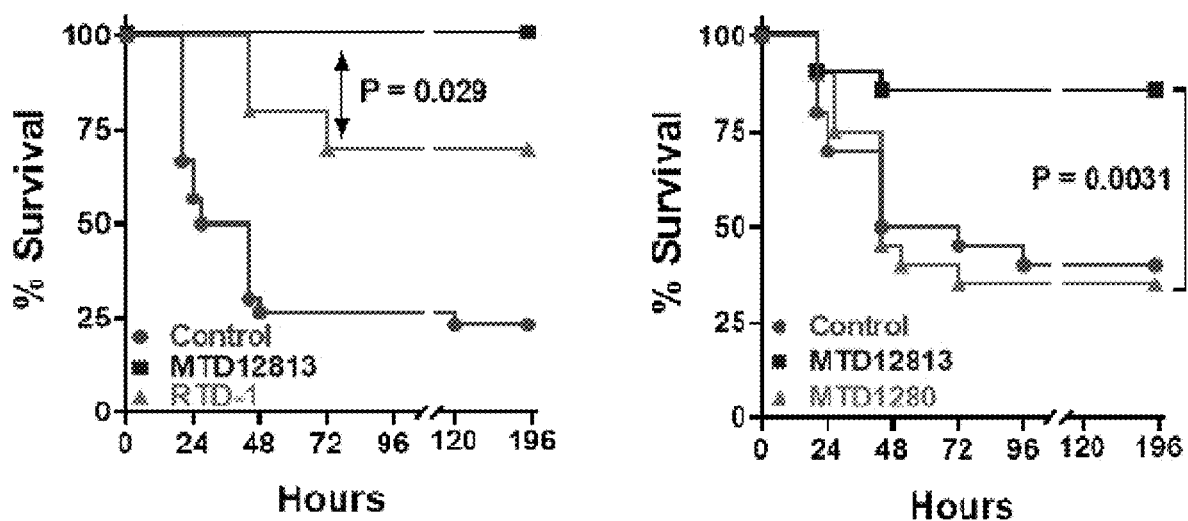 100
75
50
25
0
% Survival
P = 0.029
Control
MTD12813
RTD-1
0 24 48 72 96 120 196
Hours
100
75
50
25
0
% Survival
P = 0.0031
Control
MTD12813
MTD1280
0 24 48 72 96 120 196
Hours